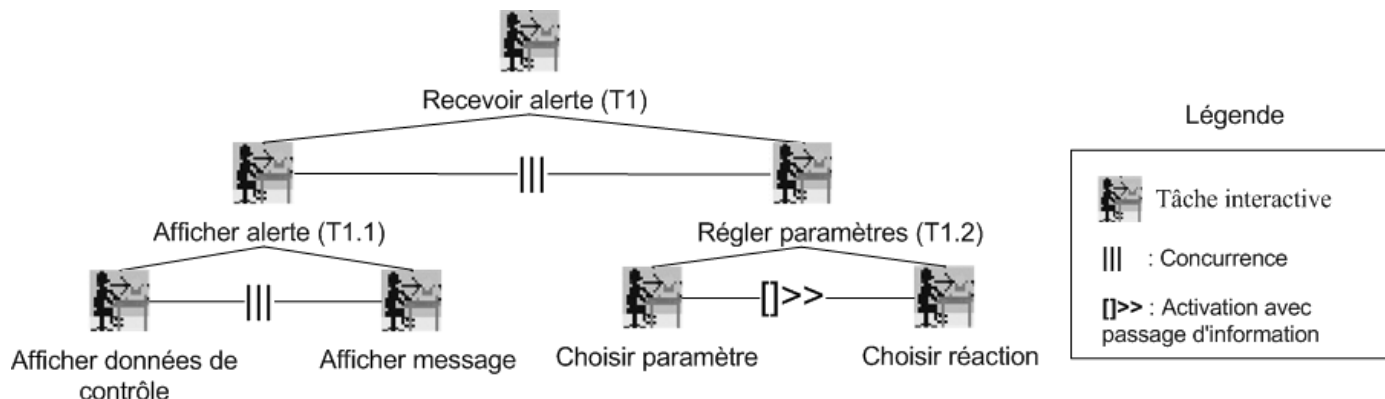 Recevoir alerte (T1)
|||
Afficher alerte (T1.1)
Régler paramètres (T1.2)
|||
[]>>
Afficher données de
contrôle
Afficher message
Choisir paramètre
Choisir réaction
Légende
Tâche interactive
||| : Concurrence
[]>> : Activation avec
passage d'information